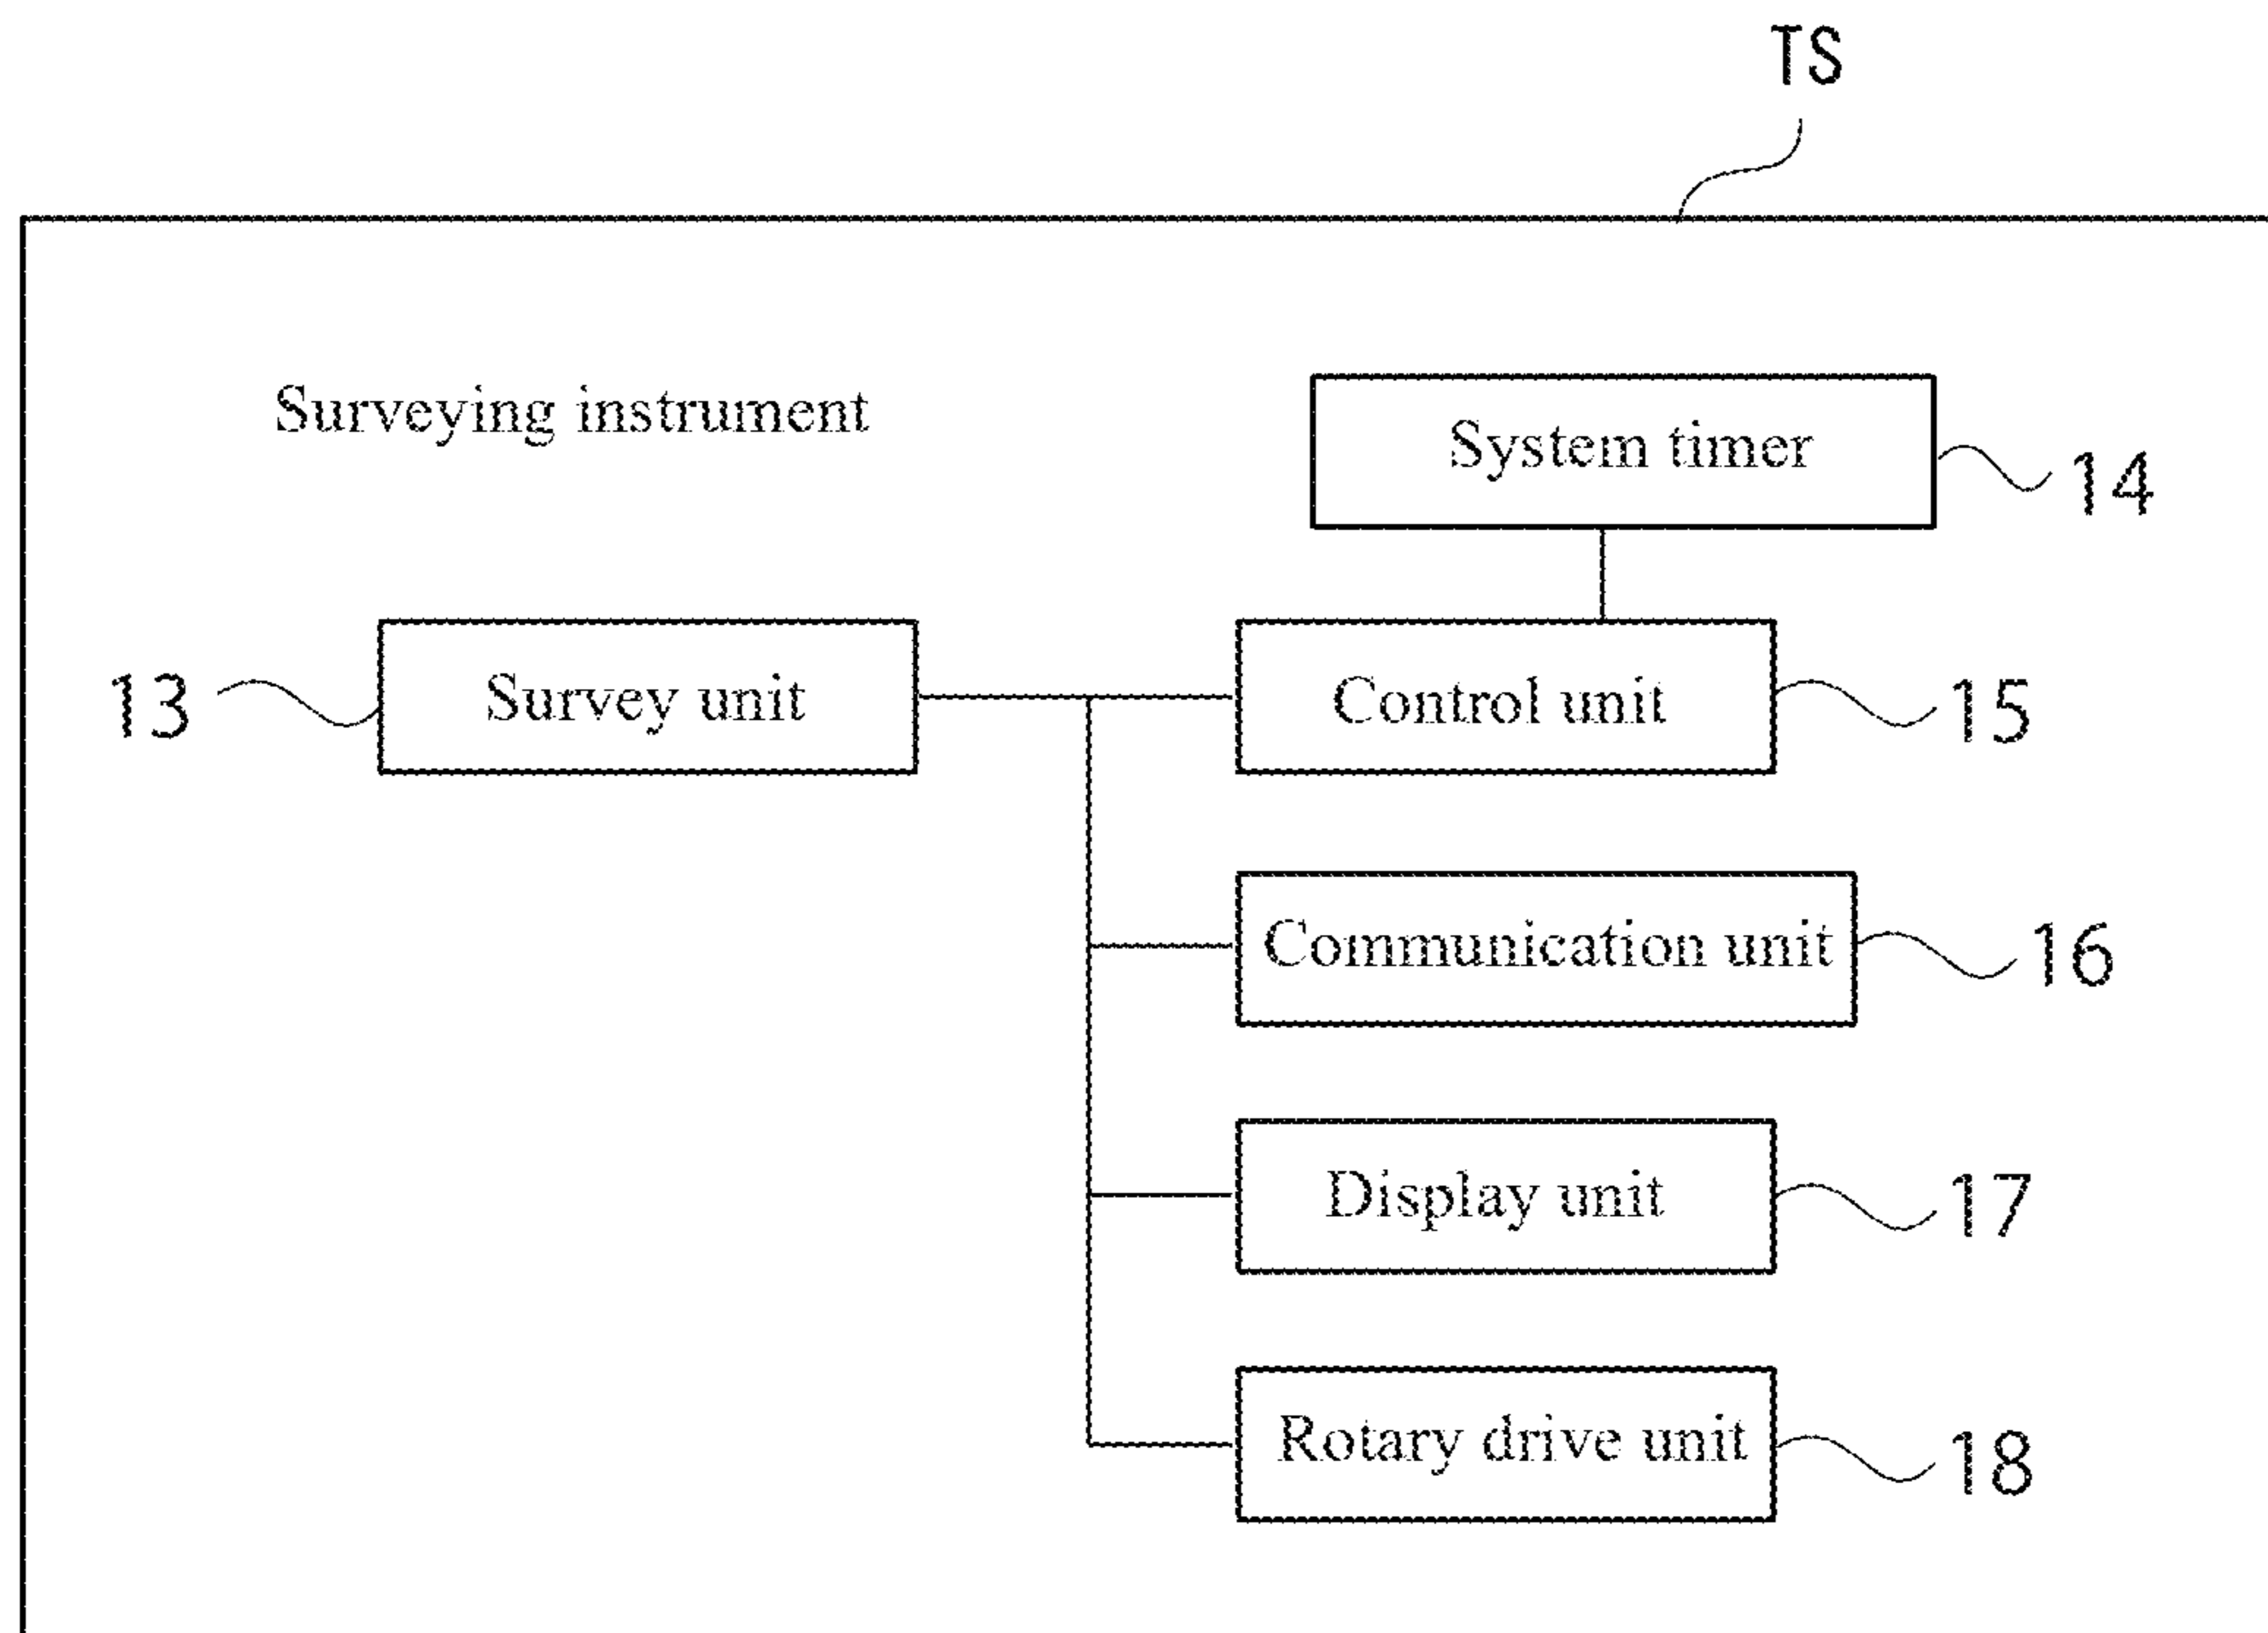 TS
Surveying instrument
System timer
14
13
Survey unit
Control unit
15
Communication unit
16
Display unit
17
Rotary drive unit
18